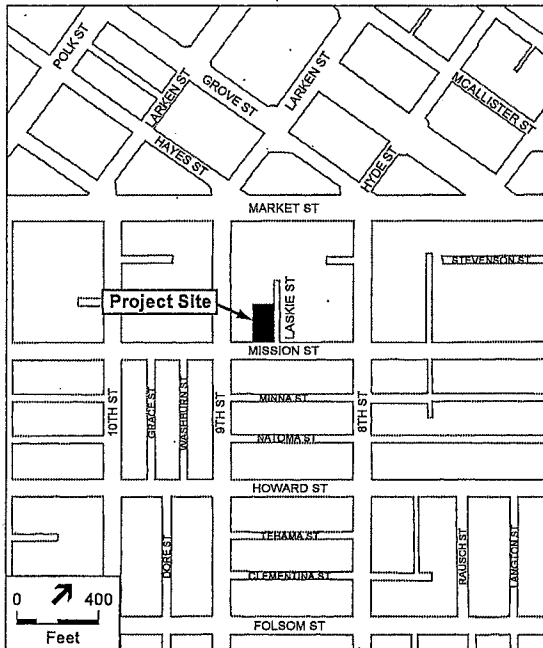 POLK ST
LARKEN ST
GROVE ST
LARKEN ST
MCALLISTER ST
HAYES ST
HYDE ST
MARKET ST
STEVENSON ST
Project Site
LASKIE ST
MISSION ST
10TH ST
GRACE ST
WASHBURN ST
9TH ST
MINNA ST
8TH ST
NATOMA ST
HOWARD ST
DORE ST
TEHAMA ST
CLEMENTINA ST
RAUSCH ST
LANGTON ST
0 400
Feet
FOLSOM ST